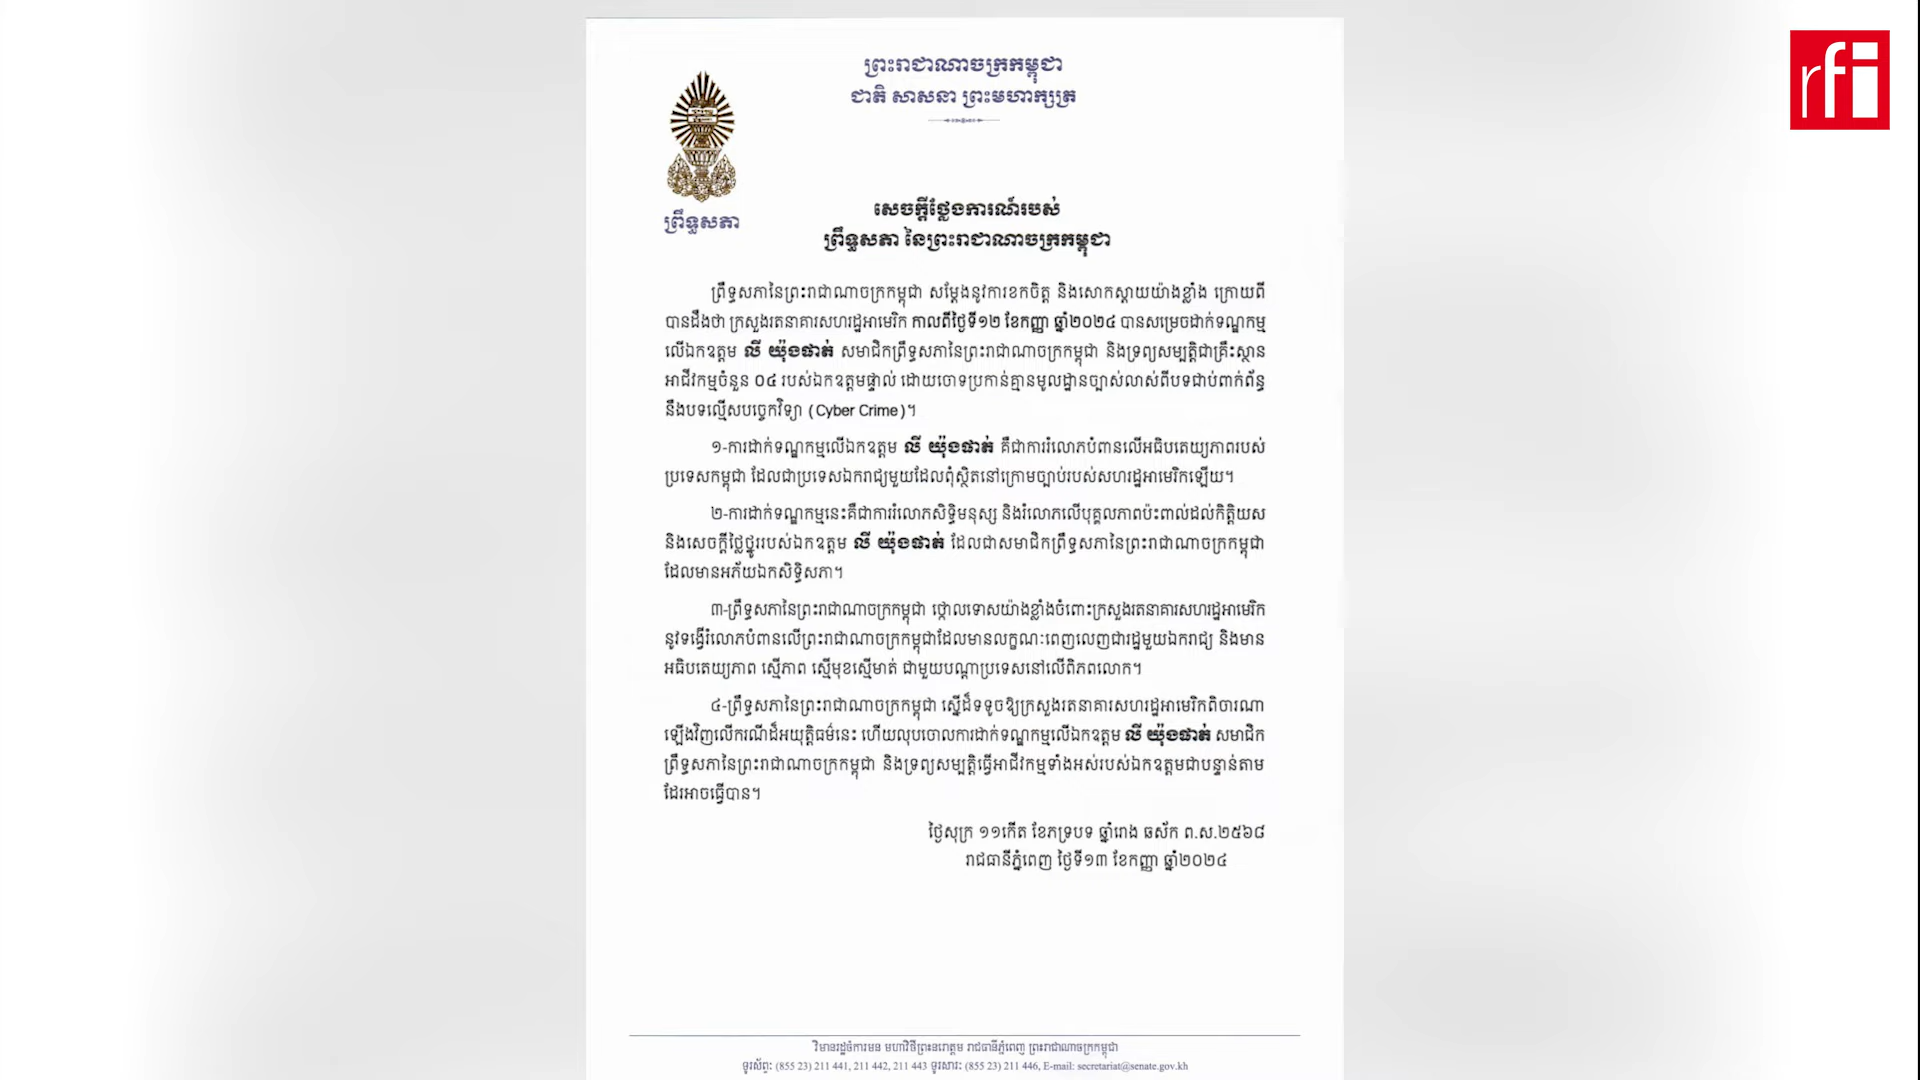 rfi
ព្រះរាជាណាចក្រកម្ពុជា
ជាតិ សាសនា ព្រះមហាក្សត្រ
ព្រឹទ្ធសភា
សេចក្តីថ្លែងការណ៍របស់
ព្រឹទ្ធសភា នៃព្រះរាជាណាចក្រកម្ពុជា
ព្រឹទ្ធសភានៃព្រះរាជាណាចក្រកម្ពុជា សម្តែងនូវការខកចិត្ត និងសោកស្តាយយ៉ាងខ្លាំង ក្រោយពី
បានដឹងថា ក្រសួងរតនាគារសហរដ្ឋអាមេរិក កាលពីថ្ងៃទី១២ ខែកញ្ញា ឆ្នាំ២០២៤ បានសម្រេចដាក់ទណ្ឌកម្ម
លើឯកឧត្តម លី យ៉ុងផាត់ សមាជិកព្រឹទ្ធសភានៃព្រះរាជាណាចក្រកម្ពុជា និងទ្រព្យសម្បត្តិជាគ្រឹះស្ថាន
អាជីវកម្មចំនួន ០៤ របស់ឯកឧត្តមផ្ទាល់ ដោយចោទប្រកាន់គ្មានមូលដ្ឋានច្បាស់លាស់ពីបទជាប់ពាក់ព័ន្ធ
នឹងបទល្មើសបច្ចេកវិទ្យា (Cyber Crime)។
១-ការដាក់ទណ្ឌកម្មលើឯកឧត្តម លី យ៉ុងផាត់ គឺជាការរំលោភបំពានលើអធិបតេយ្យភាពរបស់
ប្រទេសកម្ពុជា ដែលជាប្រទេសឯករាជ្យមួយដែលពុំស្ថិតនៅក្រោមច្បាប់របស់សហរដ្ឋអាមេរិកឡើយ។
២-ការដាក់ទណ្ឌកម្មនេះគឺជាការរំលោភសិទ្ធិមនុស្ស និងរំលោភលើបុគ្គលភាពប៉ះពាល់ដល់កិត្តិយស
និងសេចក្តីថ្លៃថ្នូររបស់ឯកឧត្តម លី យ៉ុងផាត់ ដែលជាសមាជិកព្រឹទ្ធសភានៃព្រះរាជាណាចក្រកម្ពុជា
ដែលមានអភ័យឯកសិទ្ធិសភា។
៣-ព្រឹទ្ធសភានៃព្រះរាជាណាចក្រកម្ពុជា ថ្កោលទោសយ៉ាងខ្លាំងចំពោះក្រសួងរតនាគារសហរដ្ឋអាមេរិក
នូវទង្វើរំលោភបំពានលើព្រះរាជាណាចក្រកម្ពុជាដែលមានលក្ខណៈពេញលេញជារដ្ឋមួយឯករាជ្យ និងមាន
អធិបតេយ្យភាព ស្មើភាព ស្មើមុខស្មើមាត់ ជាមួយបណ្តាប្រទេសនៅលើពិភពលោក។
៤-ព្រឹទ្ធសភានៃព្រះរាជាណាចក្រកម្ពុជា ស្នើដ៏ទទូចឱ្យក្រសួងរតនាគារសហរដ្ឋអាមេរិកពិចារណា
ឡើងវិញលើករណីដ៏អយុត្តិធម៌នេះ ហើយលុបចោលការដាក់ទណ្ឌកម្មលើឯកឧត្តម លី យ៉ុងផាត់ សមាជិក
ព្រឹទ្ធសភានៃព្រះរាជាណាចក្រកម្ពុជា និងទ្រព្យសម្បត្តិធ្វើអាជីវកម្មទាំងអស់របស់ឯកឧត្តមជាបន្ទាន់តាម
ដែរអាចធ្វើបាន។
ថ្ងៃសុក្រ ១១កើត ខែភទ្របទ ឆ្នាំរោង ឆស័ក ព.ស.២៥៦៨
រាជធានីភ្នំពេញ ថ្ងៃទី១៣ ខែកញ្ញា ឆ្នាំ២០២៤
វិមានរដ្ឋចំការមន មហាវិថីព្រះនរោត្តម រាជធានីភ្នំពេញ ព្រះរាជាណាចក្រកម្ពុជា
ទូរស័ព្ទ: (855 23) 211 441, 211 442, 211 443 ទូរសារ: (855 23) 211 446, E-mail: secretariat@senate.gov.kh